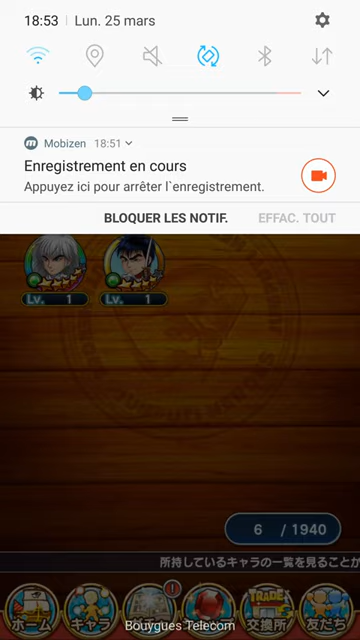 18:53 Lun. 25 mars
Mobizen 18:51
Enregistrement en cours
Appuyez ici pour arrêter l`enregistrement.
BLOQUER LES NOTIF. EFFAC. TOUT
Lv. 1 Lv. 1
6 / 1940
所持しているキャラの一覧を見ることが
ホーム キャラ 交換所 友だち
TRADE
Bouygues Telecom